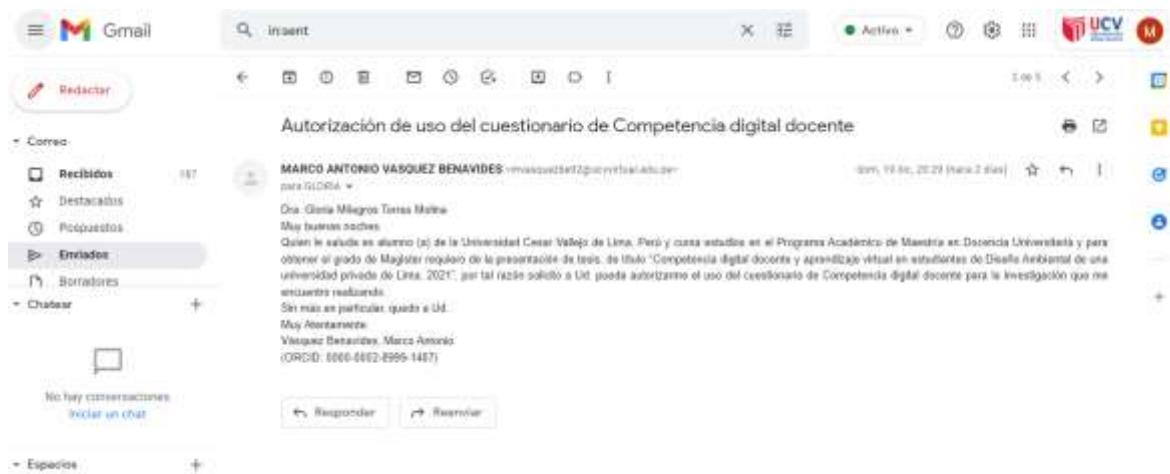 Gmail
in:sent
Activo
UCV
M
Redactar
Correo
Recibidos 187
Destacados
Pospuestos
Enviados
Borradores
Chatear
No hay conversaciones
Iniciar un chat
Espacios
Autorización de uso del cuestionario de Competencia digital docente
MARCO ANTONIO VASQUEZ BENAVIDES
para GLORIA
Dra. Gloria Milagros Torres Molina
Muy buenas noches
Quien le saluda es alumno (a) de la Universidad Cesar Vallejo de Lima, Perú y cursa estudios en el Programa Académico de Maestría en Docencia Universitaria y para
obtener el grado de Magíster requiero de la presentación de tesis, de título "Competencia digital docente y aprendizaje virtual en estudiantes de Diseño Ambiental de una
universidad privada de Lima, 2021", por tal razón solicito a Ud. pueda autorizarme el uso del cuestionario de Competencia digital docente para la investigación que me
encuentro realizando.
Sin más en particular, quedo a Ud.
Muy Atentamente
Vasquez Benavides, Marco Antonio
Responder
Reenviar